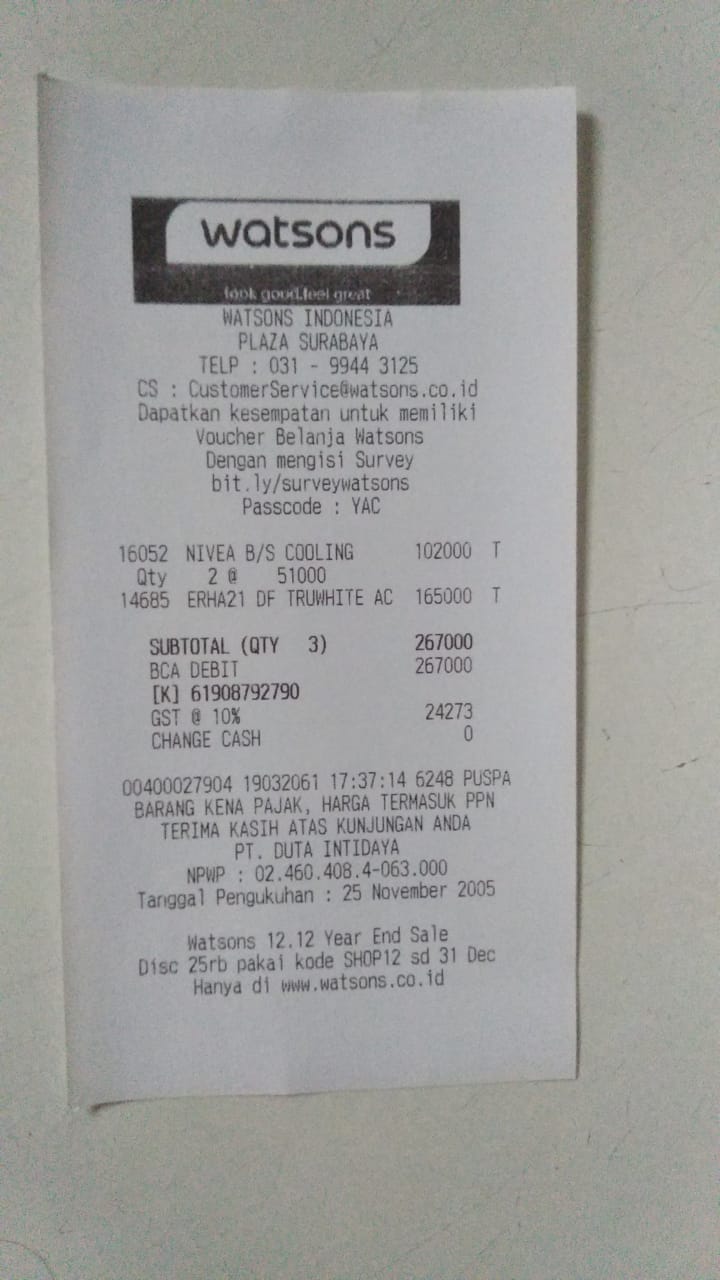 watsons
look good.feel great
WATSONS INDONESIA
PLAZA SURABAYA
TELP : 031 - 9944 3125
CS : CustomerService@watsons.co.id
Dapatkan kesempatan untuk memiliki
Voucher Belanja Watsons
Dengan mengisi Survey
bit.ly/surveywatsons
Passcode : YAC
16052 NIVEA B/S COOLING 102000 T
Qty 2 @ 51000
14685 ERHA21 DF TRUWHITE AC 165000 T
SUBTOTAL (QTY 3) 267000
BCA DEBIT 267000
[K] 61908792790
GST @ 10% 24273
CHANGE CASH 0
00400027904 19032061 17:37:14 6248 PUSPA
BARANG KENA PAJAK, HARGA TERMASUK PPN
TERIMA KASIH ATAS KUNJUNGAN ANDA
PT. DUTA INTIDAYA
NPWP : 02.460.408.4-063.000
Tanggal Pengukuhan : 25 November 2005
Watsons 12.12 Year End Sale
Disc 25rb pakai kode SHOP12 sd 31 Dec
Hanya di www.watsons.co.id